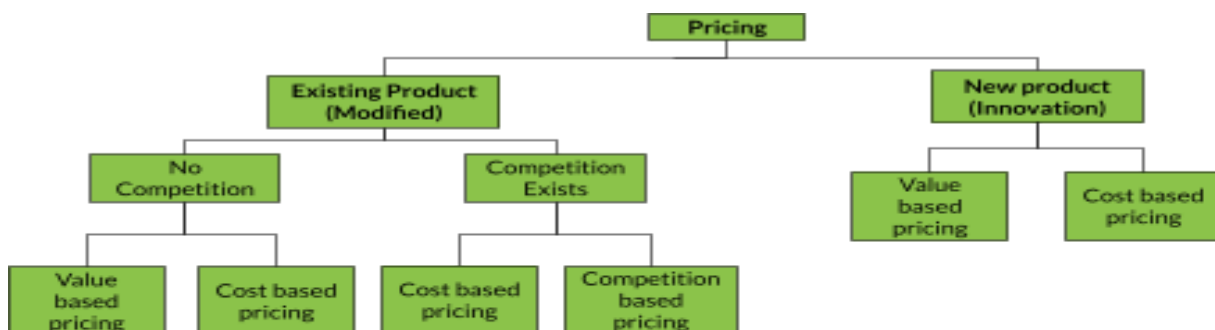 Pricing
Existing Product
(Modified)
New product
(Innovation)
No
Competition
Competition
Exists
Value
based
pricing
Cost based
pricing
Value
based
pricing
Cost based
pricing
Cost based
pricing
Competition
based
pricing